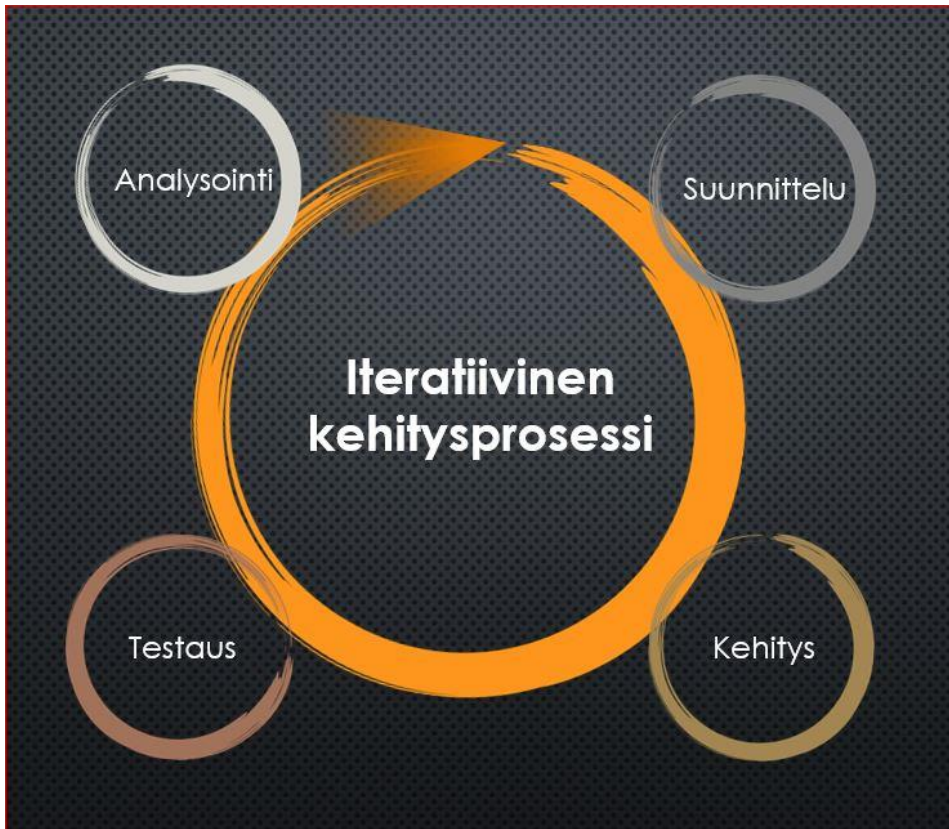 Analysointi
Suunnittelu
Iteratiivinen
kehitysprosessi
Testaus
Kehitys